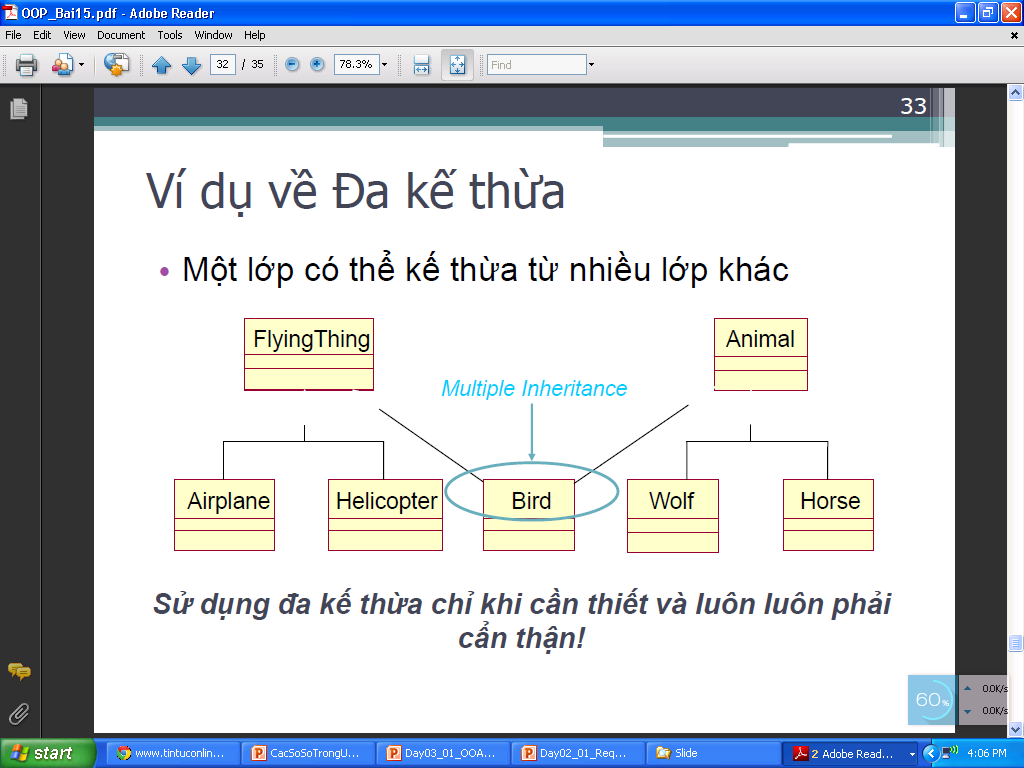 OOP_Bai15.pdf - Adobe Reader
File Edit View Document Tools Window Help
32 / 35 78.3% Find
33
Ví dụ về Đa kế thừa
• Một lớp có thể kế thừa từ nhiều lớp khác
FlyingThing Animal
Multiple Inheritance
Airplane Helicopter Bird Wolf Horse
Sử dụng đa kế thừa chỉ khi cần thiết và luôn luôn phải
cẩn thận!
60%
0.0K/s
0.0K/s
start www.tintuconlin... CacSoSoTrongU... Day03_01_OOA... Day02_01_Req... Slide 2 Adobe Read... 4:06 PM